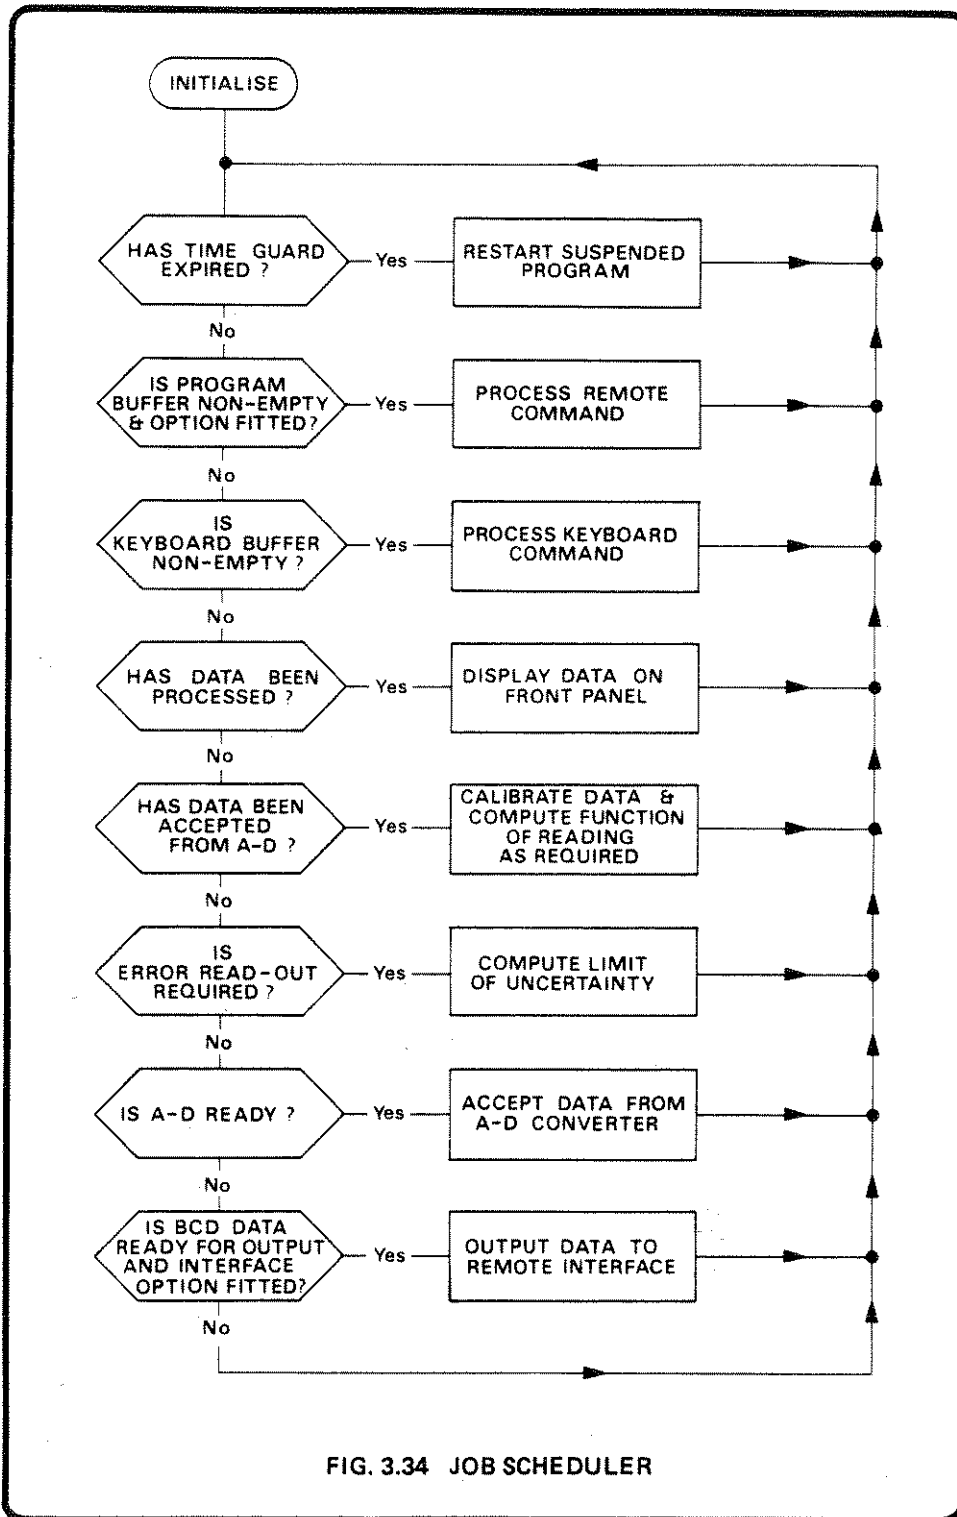 INITIALISE
HAS TIME GUARD
EXPIRED ?
Yes
RESTART SUSPENDED
PROGRAM
No
IS PROGRAM
BUFFER NON-EMPTY
& OPTION FITTED?
Yes
PROCESS REMOTE
COMMAND
No
IS
KEYBOARD BUFFER
NON-EMPTY ?
Yes
PROCESS KEYBOARD
COMMAND
No
HAS DATA BEEN
PROCESSED ?
Yes
DISPLAY DATA ON
FRONT PANEL
No
HAS DATA BEEN
ACCEPTED
FROM A-D ?
Yes
CALIBRATE DATA &
COMPUTE FUNCTION
OF READING
AS REQUIRED
No
IS
ERROR READ-OUT
REQUIRED ?
Yes
COMPUTE LIMIT
OF UNCERTAINTY
No
IS A-D READY ?
Yes
ACCEPT DATA FROM
A-D CONVERTER
No
IS BCD DATA
READY FOR OUTPUT
AND INTERFACE
OPTION FITTED?
Yes
OUTPUT DATA TO
REMOTE INTERFACE
No
FIG. 3.34 JOB SCHEDULER